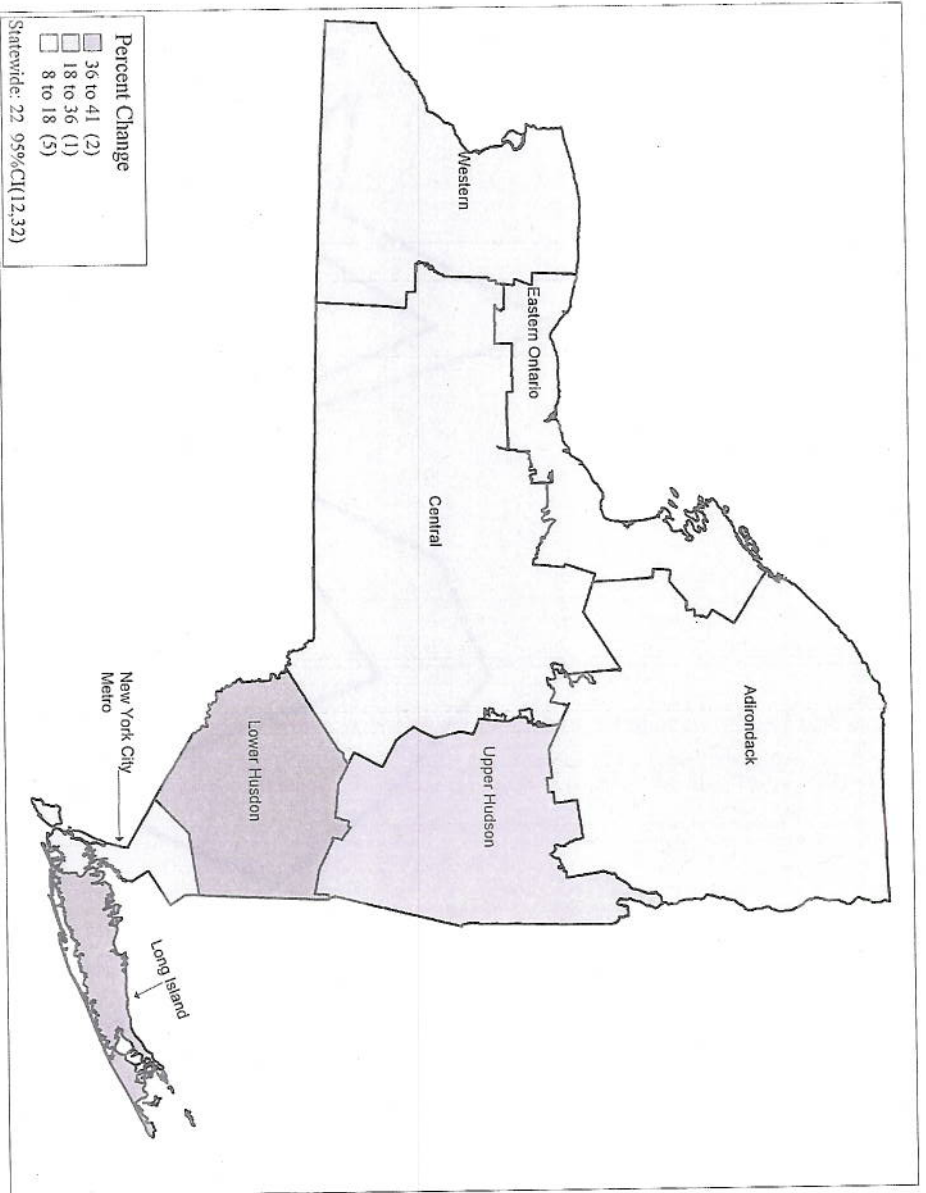 Adirondack
Eastern Ontario
Western
Central
Upper Hudson
Lower Husdon
New York City
Metro
Long Island
Percent Change
36 to 41 (2)
18 to 36 (1)
8 to 18 (5)
Statewide: 22 95%CI(12,32)